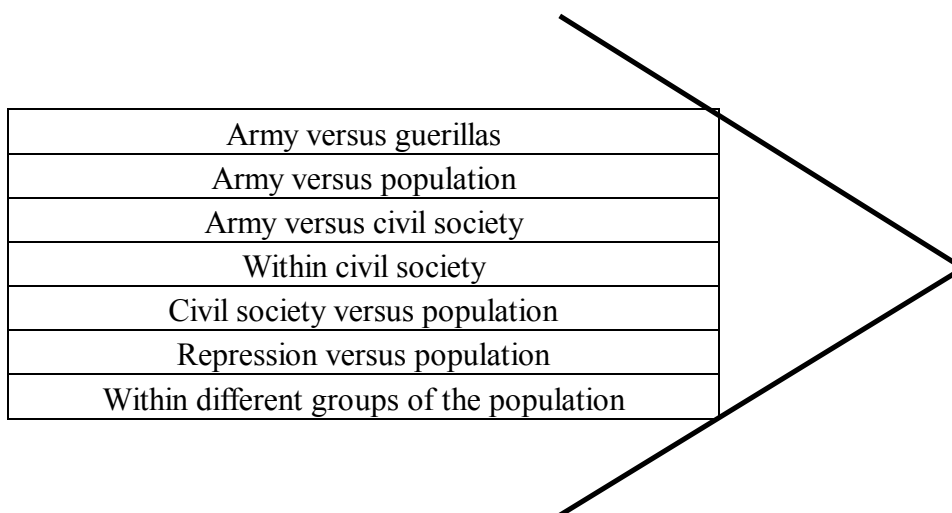 Army versus guerillas
Army versus population
Army versus civil society
Within civil society
Civil society versus population
Repression versus population
Within different groups of the population